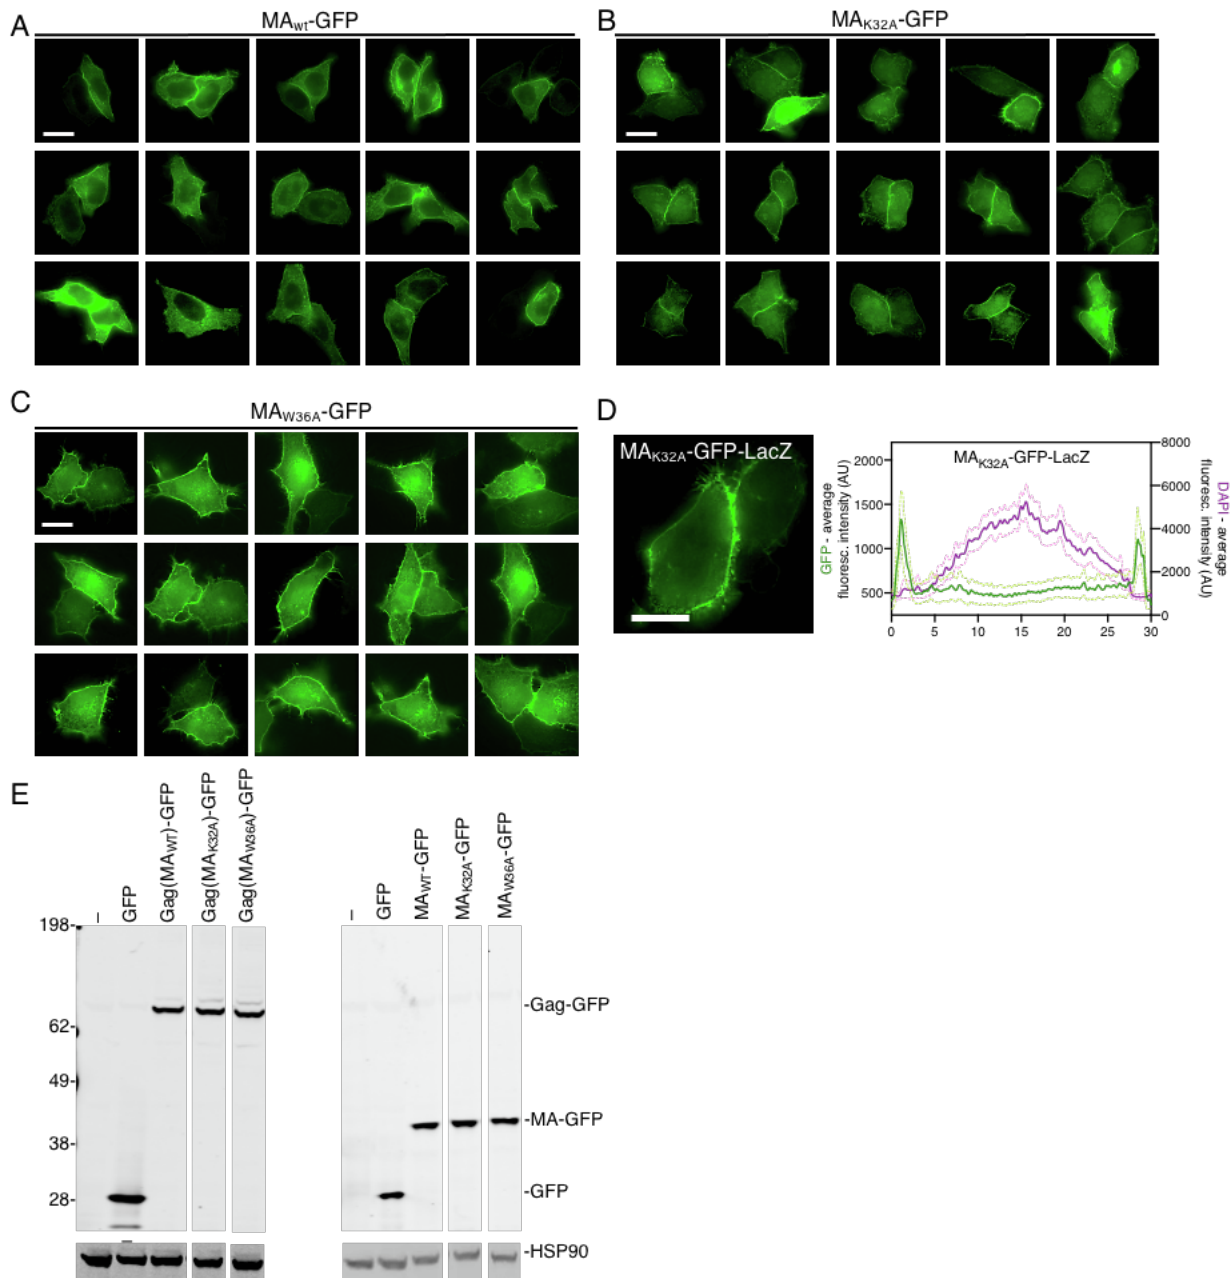 A
MAwt-GFP
B
MAK32A-GFP
C
MAW36A-GFP
D
MAK32A-GFP-LacZ
MAK32A-GFP-LacZ
GFP - average
fluoresc. intensity (AU)
2000
1500
1000
500
8000
6000
4000
2000
0
DAPI - average
fluoresc. intensity (AU)
0 5 10 15 20 25 30
E
–
GFP
Gag(MAWT)-GFP
Gag(MAK32A)-GFP
Gag(MAW36A)-GFP
–
GFP
MAWT-GFP
MAK32A-GFP
MAW36A-GFP
198-
62-
49-
38-
28-
-Gag-GFP
-MA-GFP
-GFP
-HSP90